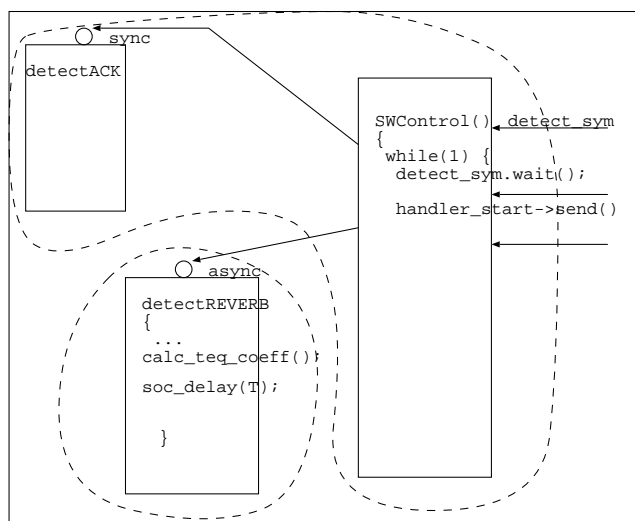 sync
detectACK
SWControl() detect_sym
{
while(1) {
detect_sym.wait();
handler_start->send()
async
detectREVERB
{
...
calc_teq_coeff();
soc_delay(T);
}